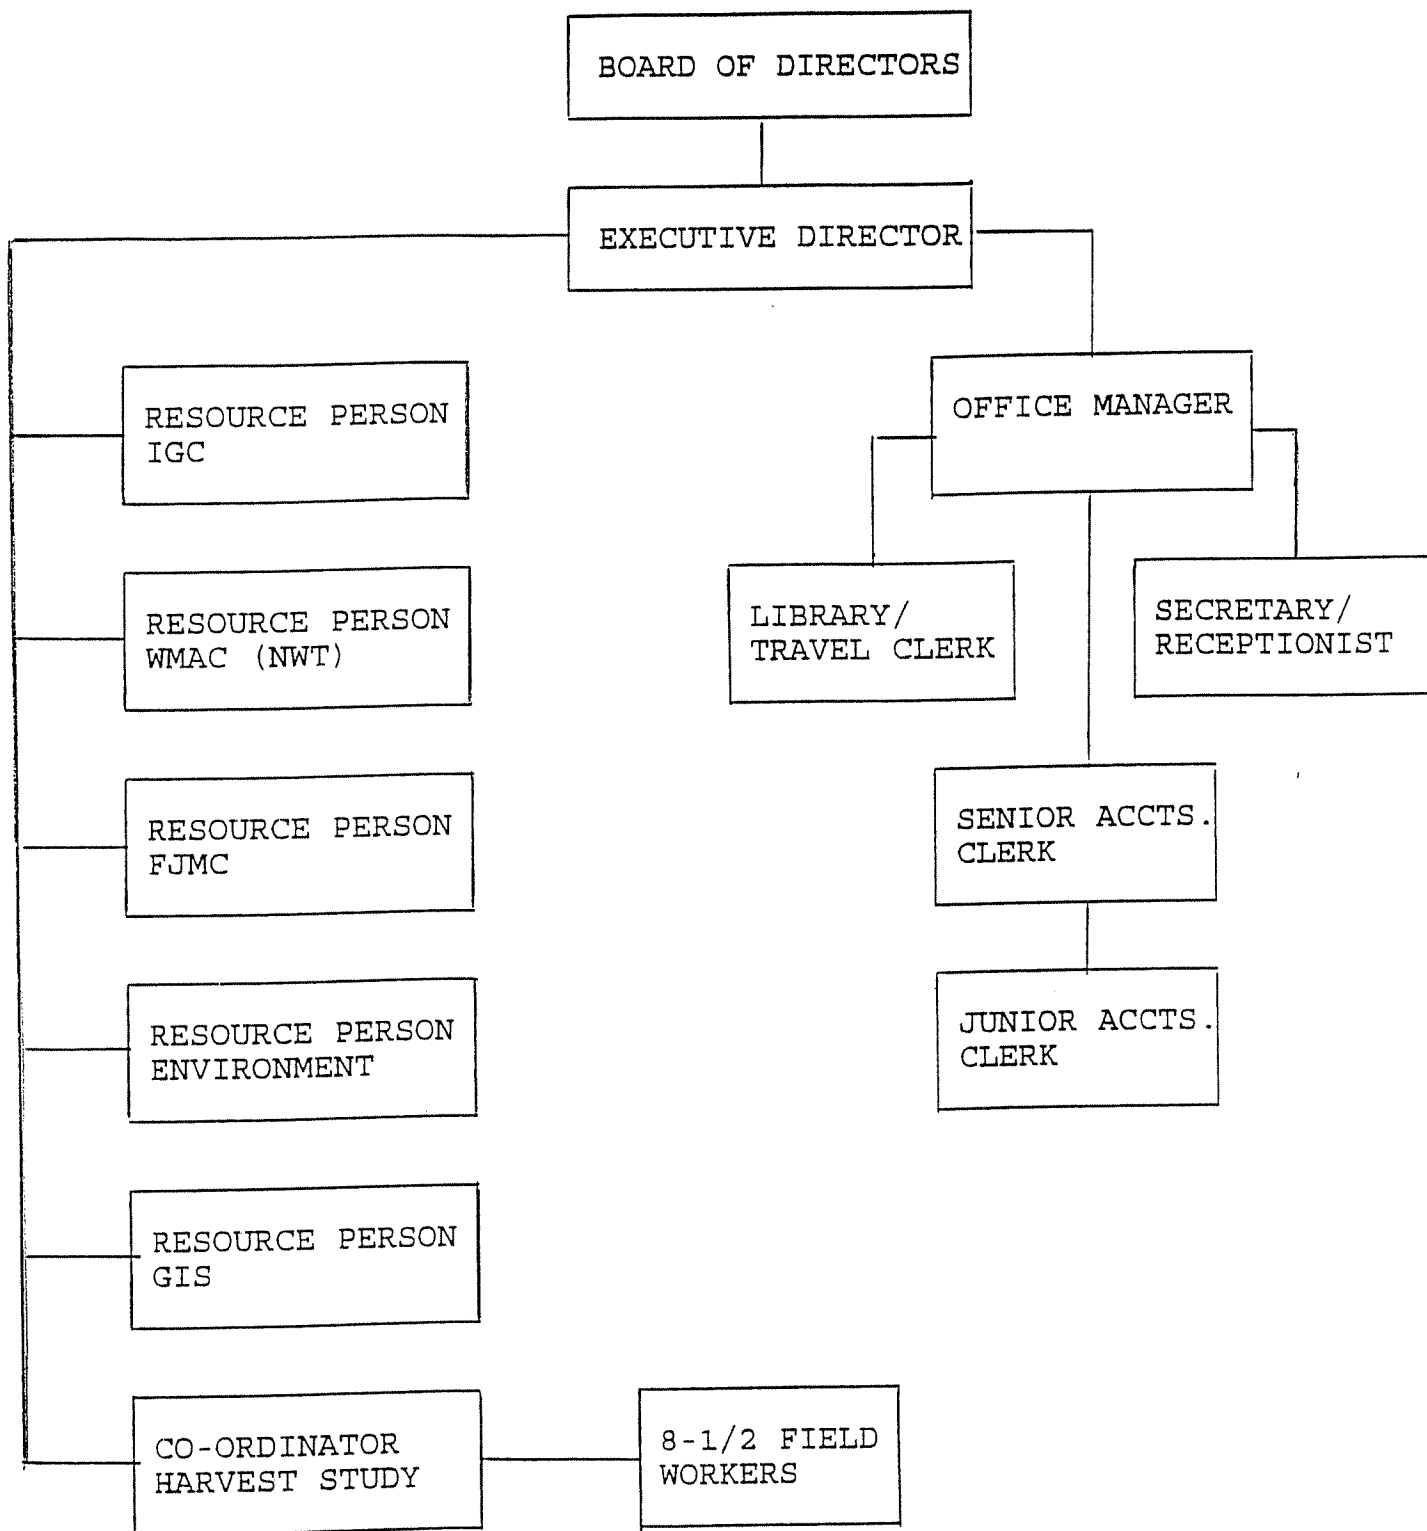 BOARD OF DIRECTORS
EXECUTIVE DIRECTOR
RESOURCE PERSON
IGC
OFFICE MANAGER
RESOURCE PERSON
WMAC (NWT)
LIBRARY/
TRAVEL CLERK
SECRETARY/
RECEPTIONIST
RESOURCE PERSON
FJMC
SENIOR ACCTS.
CLERK
RESOURCE PERSON
ENVIRONMENT
JUNIOR ACCTS.
CLERK
RESOURCE PERSON
GIS
CO-ORDINATOR
HARVEST STUDY
8-1/2 FIELD
WORKERS